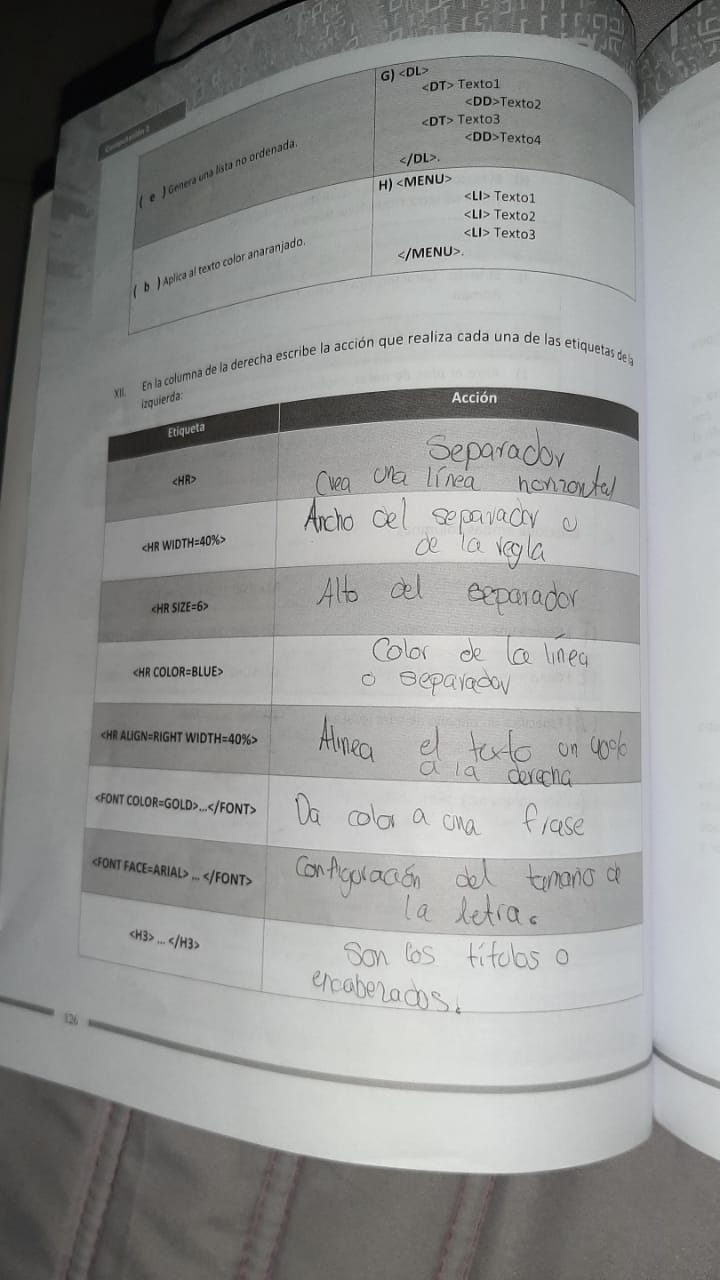 Computación 2
( e ) Genera una lista no ordenada.
G) <DL>
<DT> Texto1
<DD>Texto2
<DT> Texto3
<DD>Texto4
</DL>.
( b ) Aplica al texto color anaranjado.
H) <MENU>
<LI> Texto1
<LI> Texto2
<LI> Texto3
</MENU>.
XII. En la columna de la derecha escribe la acción que realiza cada una de las etiquetas de la
izquierda:
Etiqueta
Acción
<HR>
Separador
Crea una línea horizontal
<HR WIDTH=40%>
Ancho del separador o
de la regla
<HR SIZE=6>
Alto del separador
<HR COLOR=BLUE>
Color de la línea
o separador
<HR ALIGN=RIGHT WIDTH=40%>
Alinea el texto un 40%
a la derecha
<FONT COLOR=GOLD>...</FONT>
Da color a una frase
<FONT FACE=ARIAL> ... </FONT>
Configuración del tamaño de
la letra.
<H3> ... </H3>
Son los títulos o
encabezados.
126